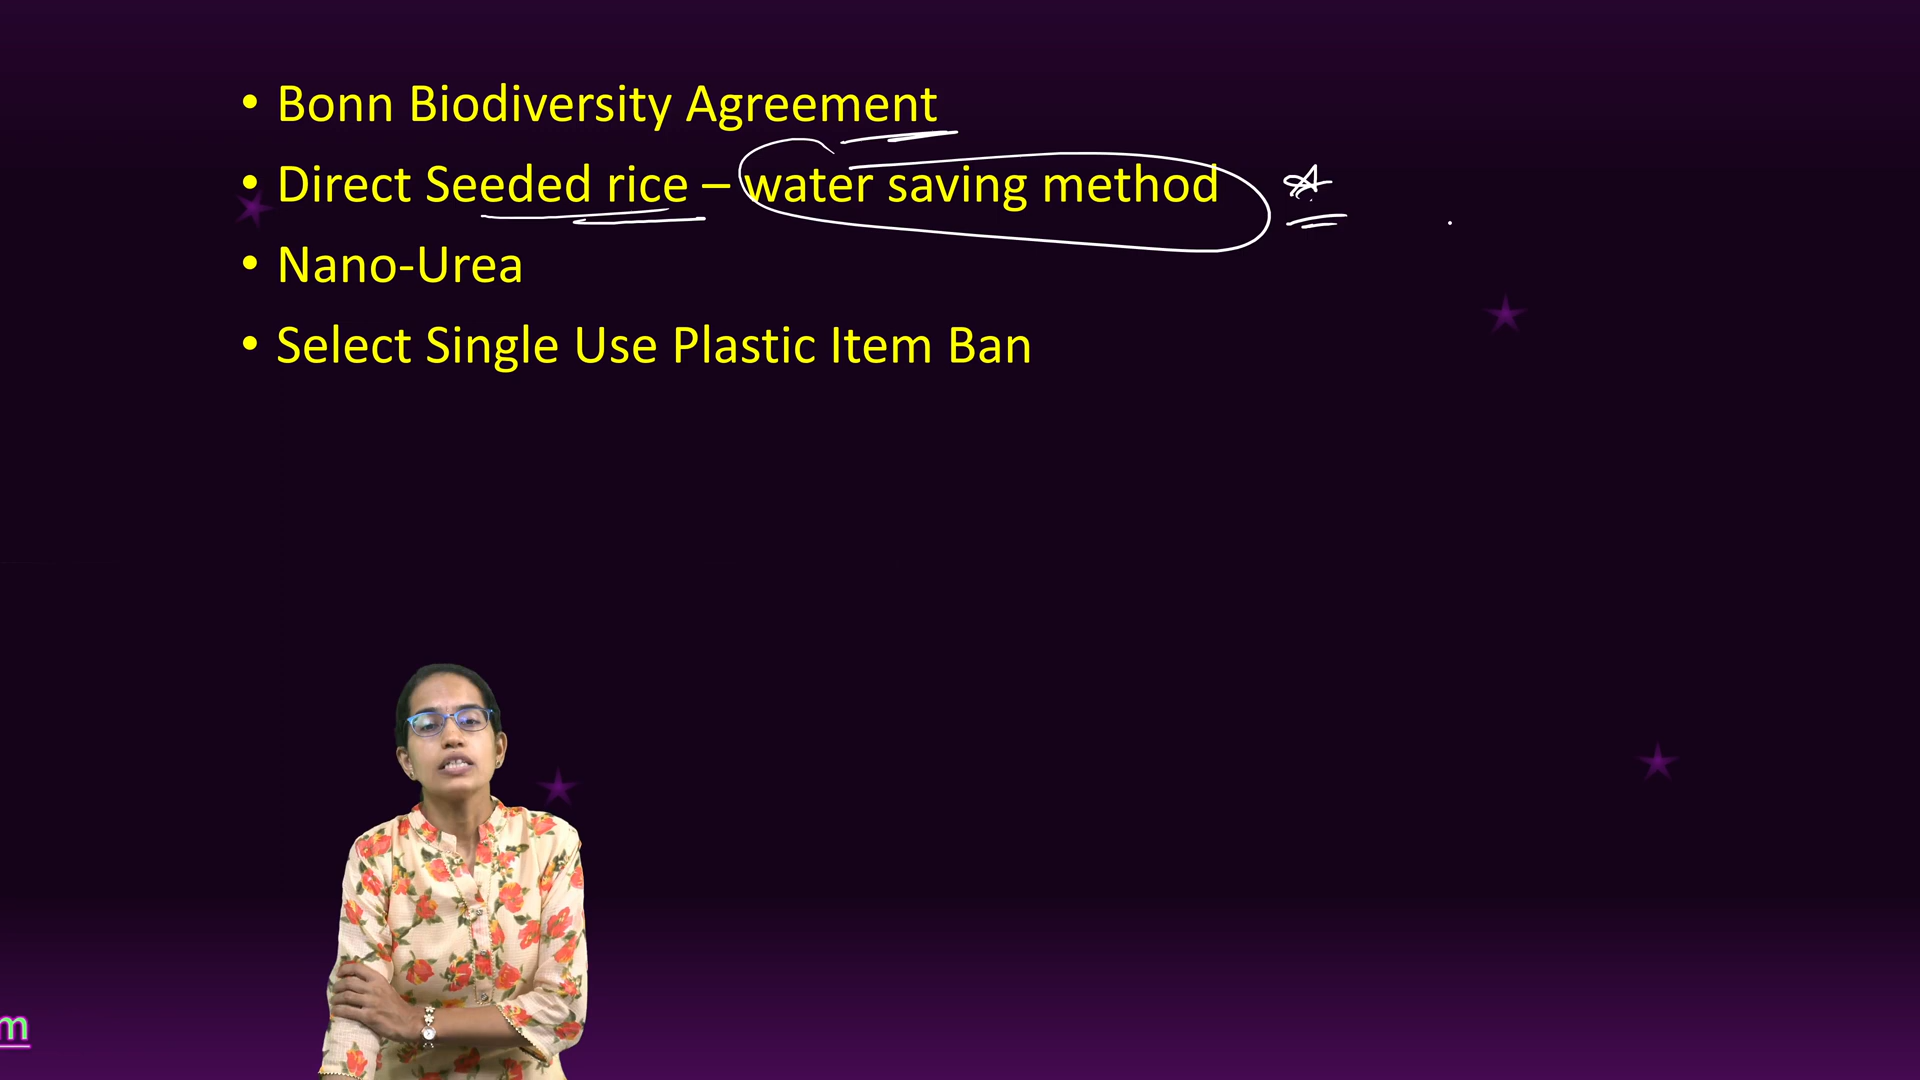 • Bonn Biodiversity Agreement
• Direct Seeded rice – water saving method
• Nano-Urea
• Select Single Use Plastic Item Ban
m